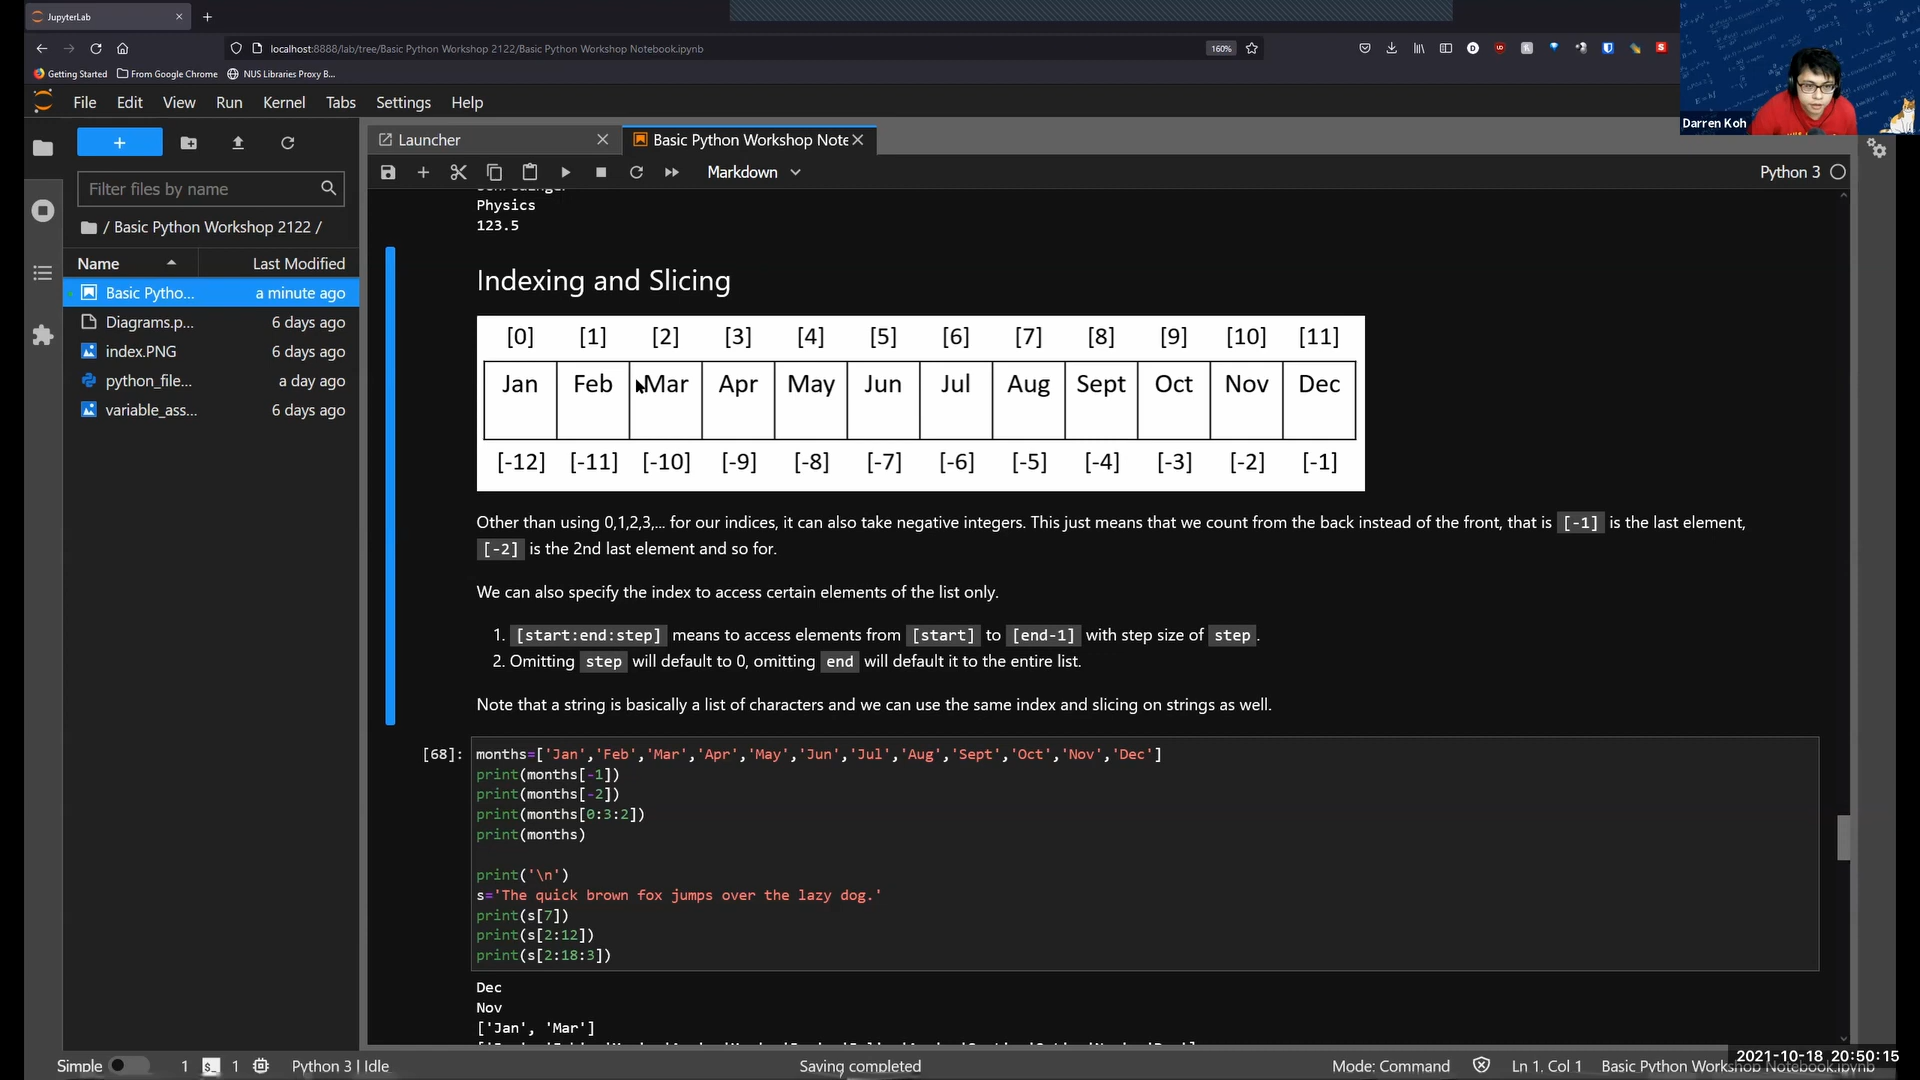 JupyterLab
localhost:8888/lab/tree/Basic Python Workshop 2122/Basic Python Workshop Notebook.ipynb
160%
Getting Started
From Google Chrome
NUS Libraries Proxy B...
File Edit View Run Kernel Tabs Settings Help
Darren Koh
Launcher
Basic Python Workshop Note
Markdown
Python 3
Filter files by name
/ Basic Python Workshop 2122 /
Name Last Modified
Basic Pytho... a minute ago
Diagrams.p... 6 days ago
index.PNG 6 days ago
python_file... a day ago
variable_ass... 6 days ago
Physics
123.5
Indexing and Slicing
[0] [1] [2] [3] [4] [5] [6] [7] [8] [9] [10] [11]
Jan Feb Mar Apr May Jun Jul Aug Sept Oct Nov Dec
[-12] [-11] [-10] [-9] [-8] [-7] [-6] [-5] [-4] [-3] [-2] [-1]
Other than using 0,1,2,3,... for our indices, it can also take negative integers. This just means that we count from the back instead of the front, that is [-1] is the last element,
[-2] is the 2nd last element and so for.
We can also specify the index to access certain elements of the list only.
1. [start:end:step] means to access elements from [start] to [end-1] with step size of step.
2. Omitting step will default to 0, omitting end will default it to the entire list.
Note that a string is basically a list of characters and we can use the same index and slicing on strings as well.
[68]:
months=['Jan','Feb','Mar','Apr','May','Jun','Jul','Aug','Sept','Oct','Nov','Dec']
print(months[-1])
print(months[-2])
print(months[0:3:2])
print(months)
print('\n')
s='The quick brown fox jumps over the lazy dog.'
print(s[7])
print(s[2:12])
print(s[2:18:3])
Dec
Nov
['Jan', 'Mar']
Simple 1 1 Python 3 | Idle
Saving completed
Mode: Command
Ln 1, Col 1
Basic Python Workshop Notebook.ipynb
2021-10-18 20:50:15